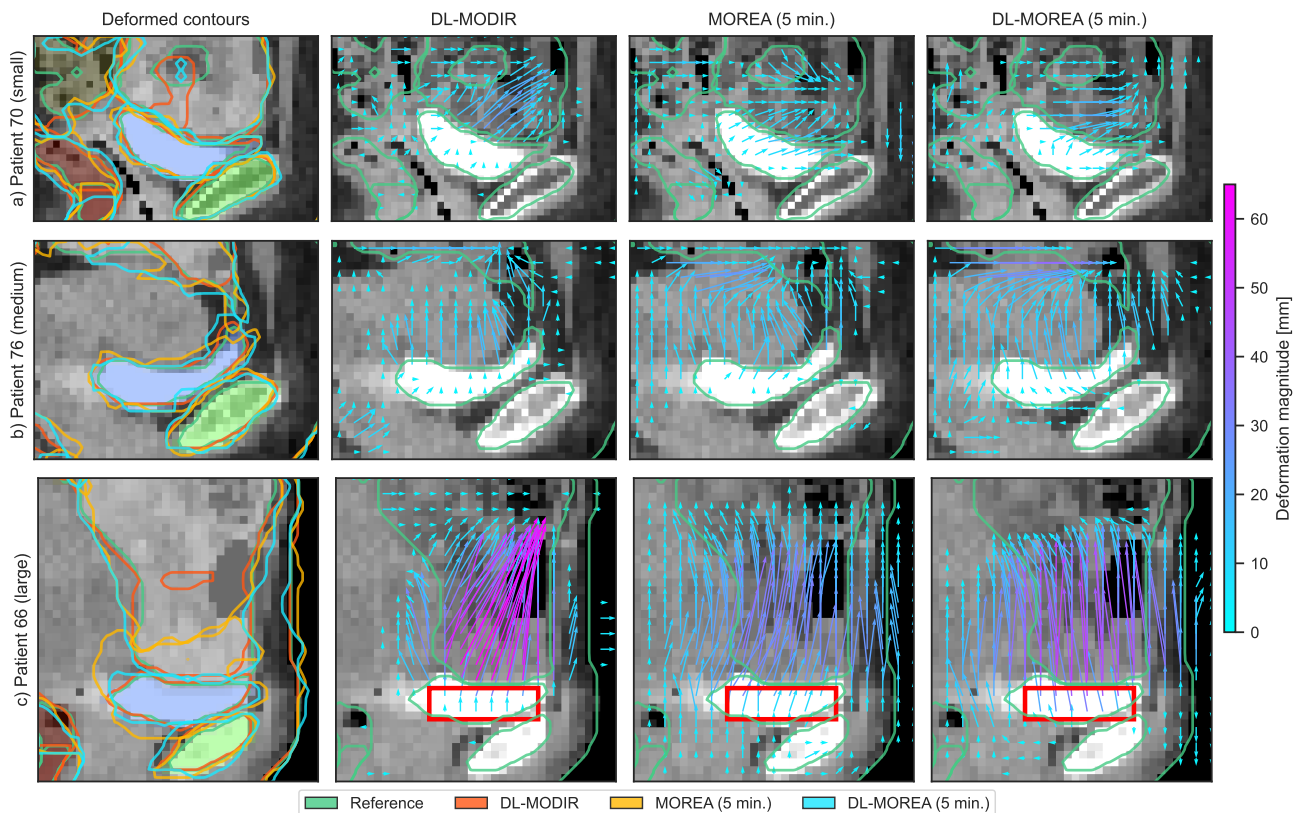 Deformed contours
DL-MODIR
MOREA (5 min.)
DL-MOREA (5 min.)
a) Patient 70 (small)
b) Patient 76 (medium)
c) Patient 66 (large)
60
50
40
30
20
10
0
Deformation magnitude [mm]
Reference
DL-MODIR
MOREA (5 min.)
DL-MOREA (5 min.)